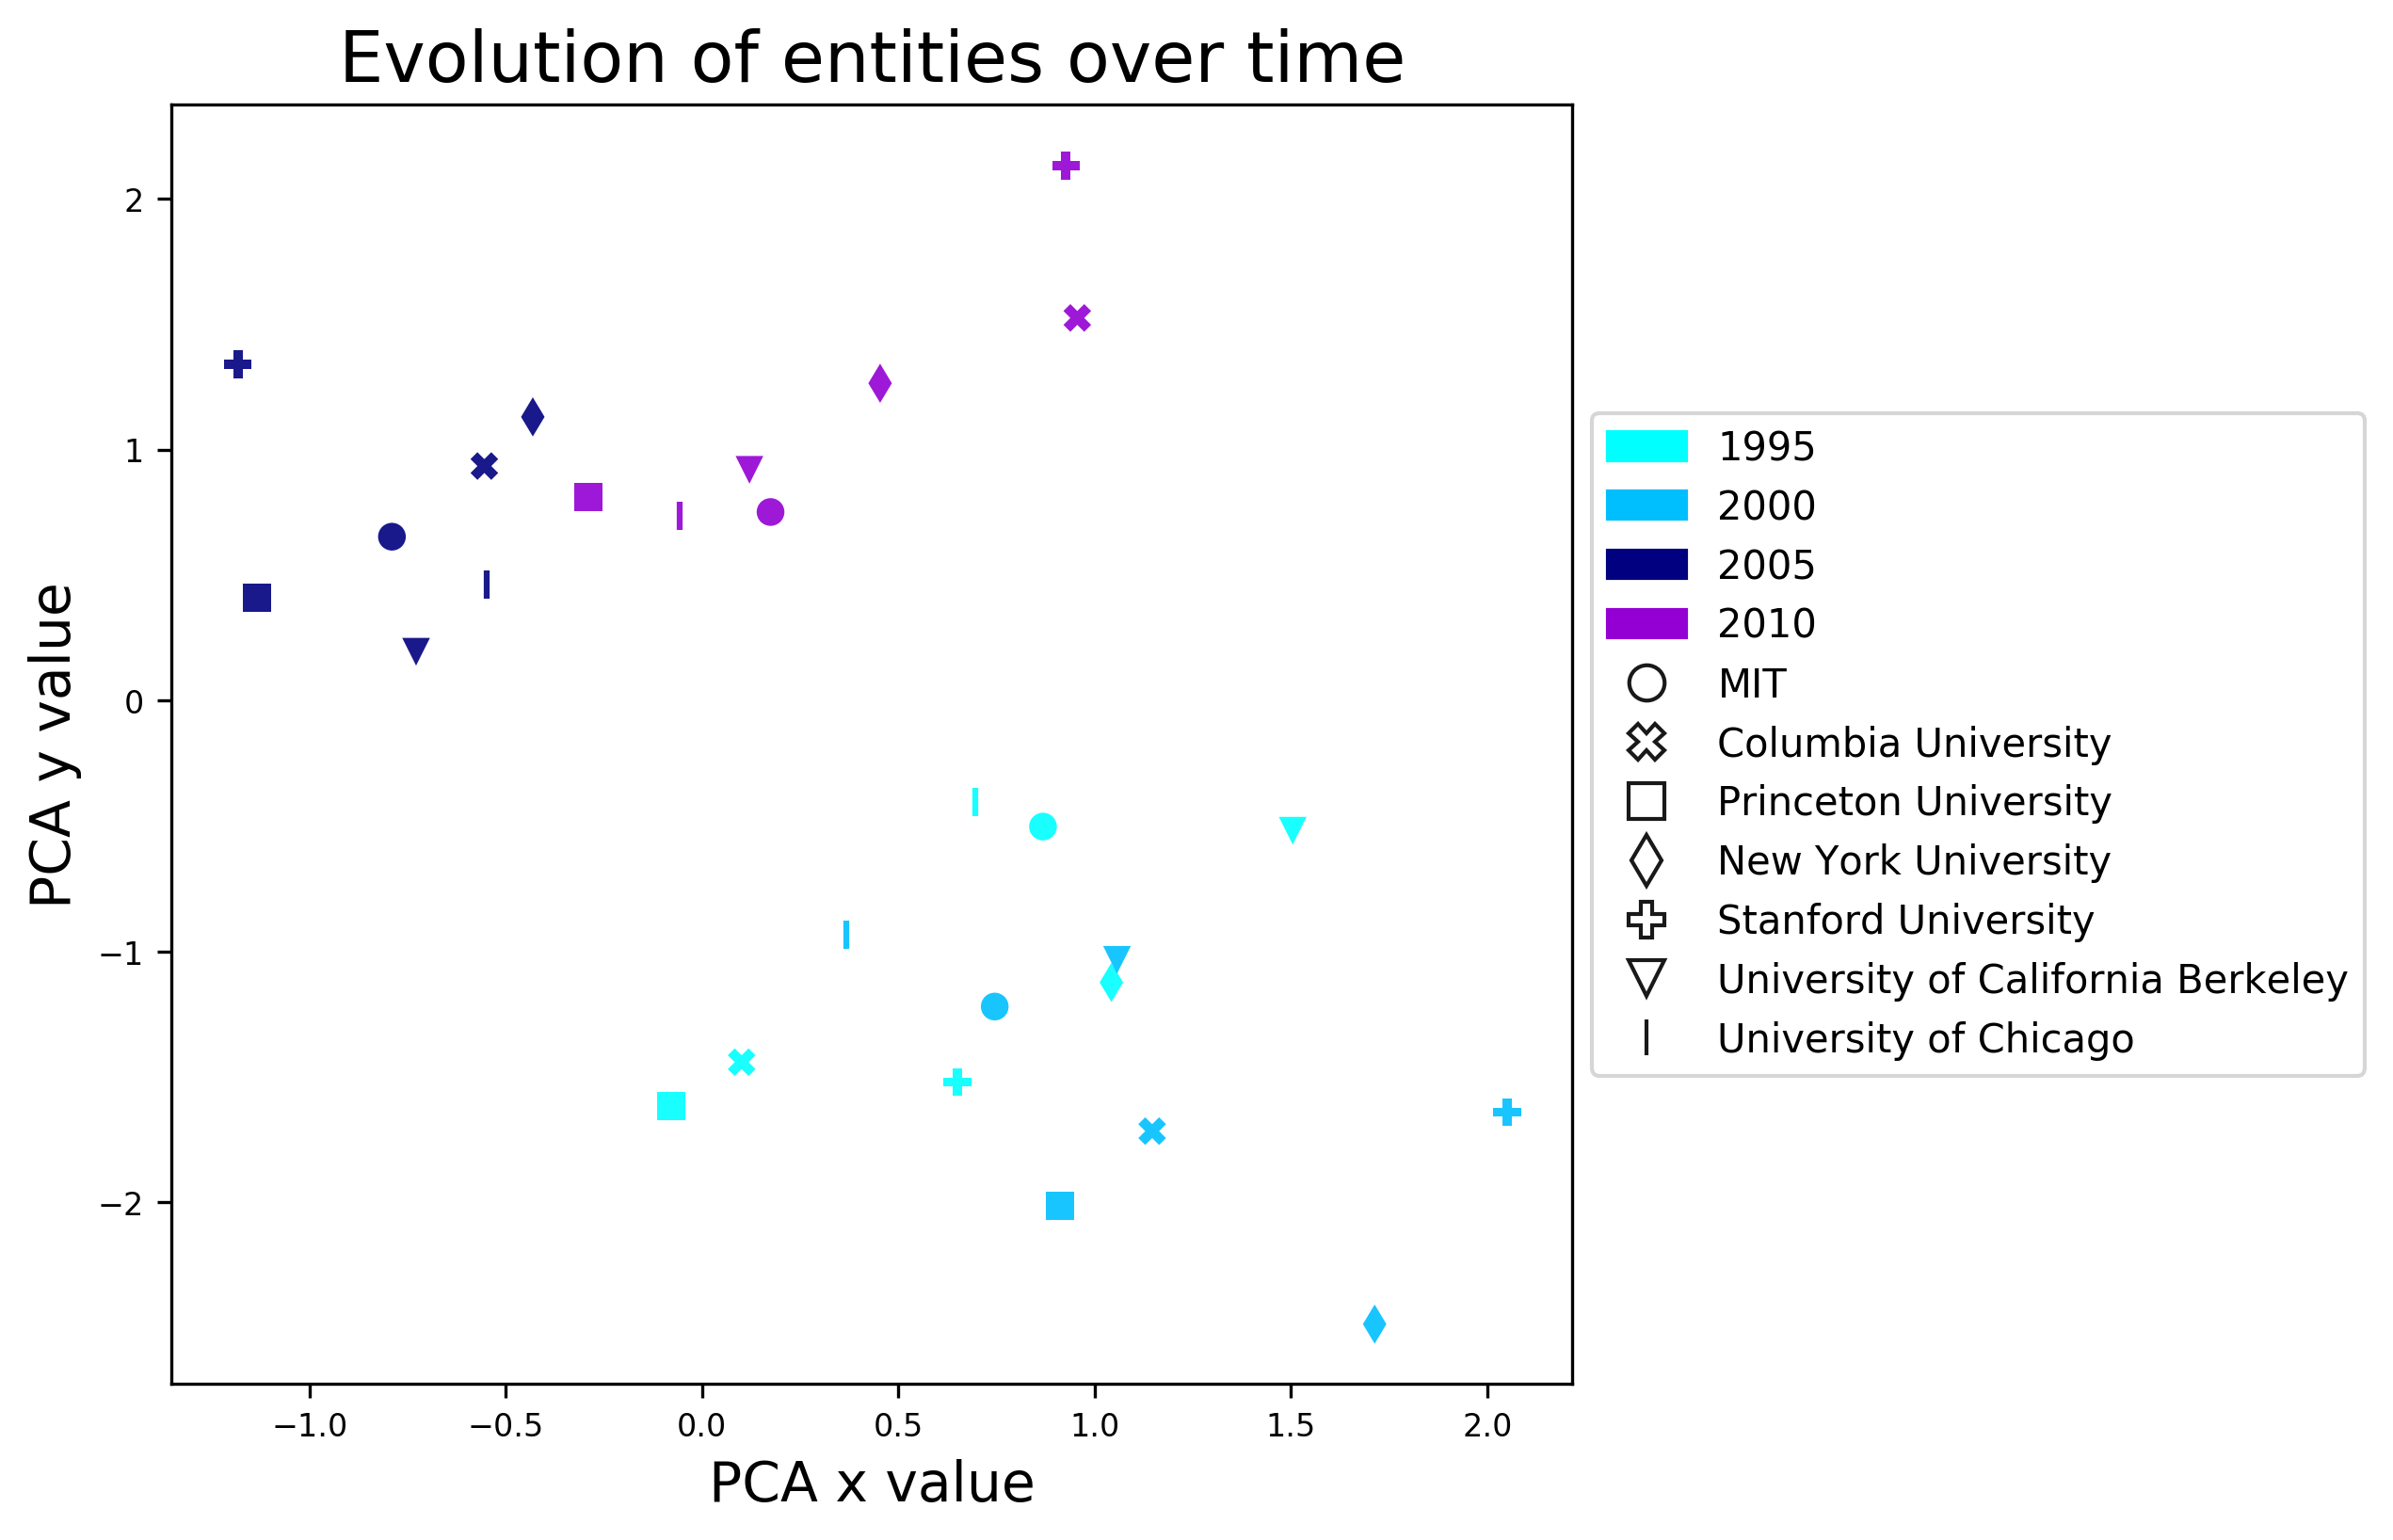 Evolution of entities over time
PCA y value
2
1
0
−1
−2
−1.0 −0.5 0.0 0.5 1.0 1.5 2.0
PCA x value
1995
2000
2005
2010
MIT
Columbia University
Princeton University
New York University
Stanford University
University of California Berkeley
University of Chicago